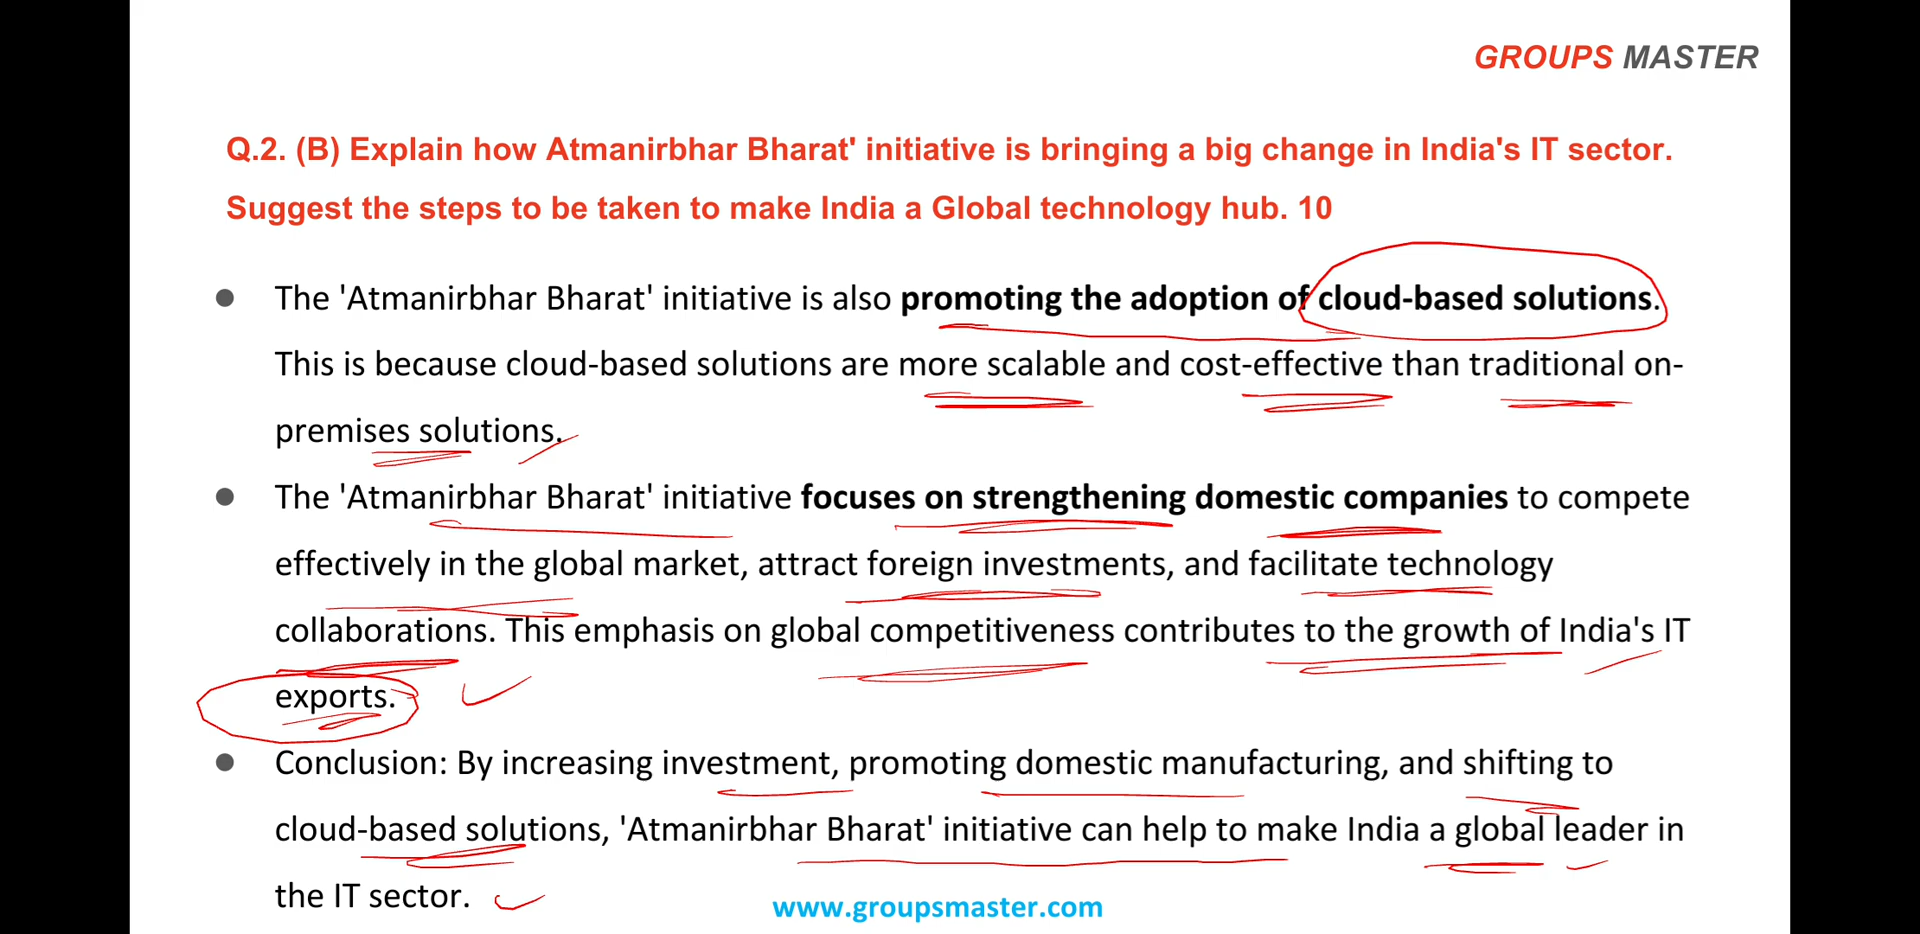 GROUPS MASTER
Q.2. (B) Explain how Atmanirbhar Bharat' initiative is bringing a big change in India's IT sector.
Suggest the steps to be taken to make India a Global technology hub. 10
● The 'Atmanirbhar Bharat' initiative is also promoting the adoption of cloud-based solutions.
This is because cloud-based solutions are more scalable and cost-effective than traditional on-
premises solutions.
● The 'Atmanirbhar Bharat' initiative focuses on strengthening domestic companies to compete
effectively in the global market, attract foreign investments, and facilitate technology
collaborations. This emphasis on global competitiveness contributes to the growth of India's IT
exports.
● Conclusion: By increasing investment, promoting domestic manufacturing, and shifting to
cloud-based solutions, 'Atmanirbhar Bharat' initiative can help to make India a global leader in
the IT sector.
www.groupsmaster.com